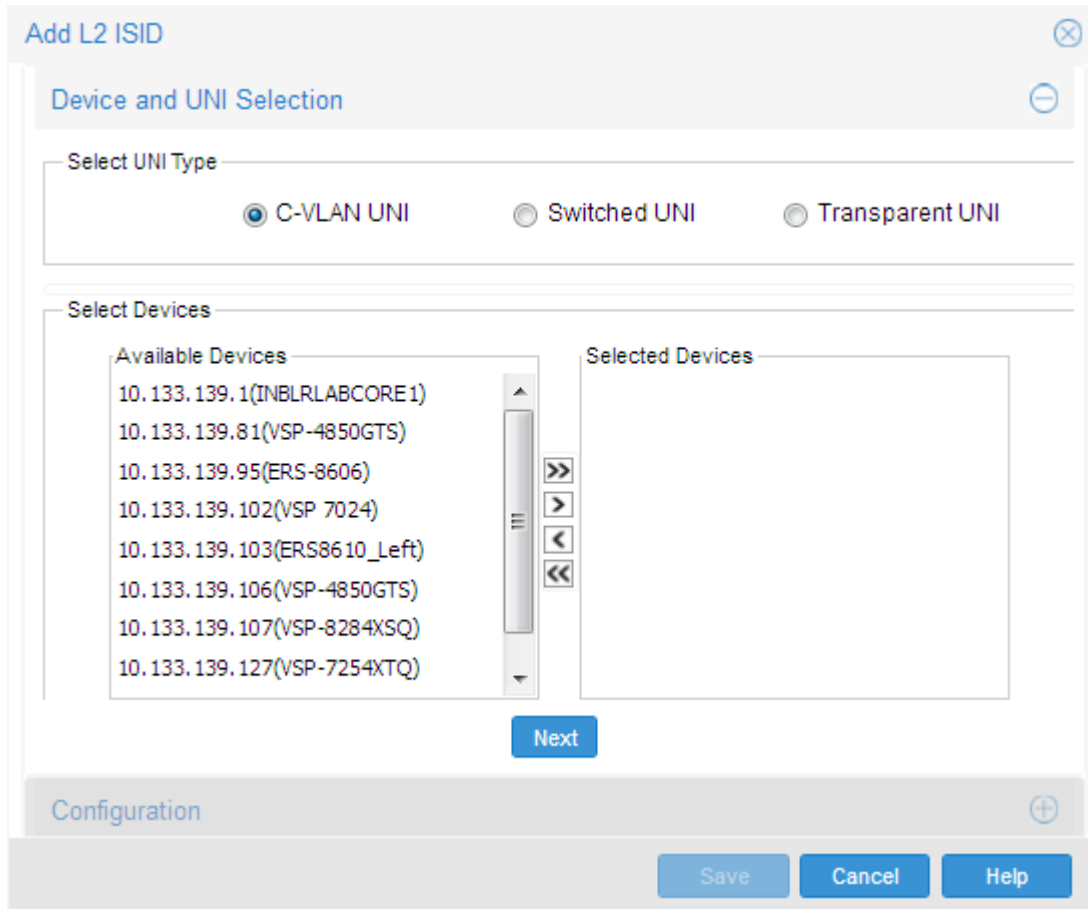 Add L2 ISID
Device and UNI Selection
Select UNI Type
C-VLAN UNI Switched UNI Transparent UNI
Select Devices
Available Devices Selected Devices
10.133.139.1(INBLRLABCORE1)
10.133.139.81(VSP-4850GTS)
10.133.139.95(ERS-8606)
10.133.139.102(VSP 7024)
10.133.139.103(ERS8610_Left)
10.133.139.106(VSP-4850GTS)
10.133.139.107(VSP-8284XSQ)
10.133.139.127(VSP-7254XTQ)
Next
Configuration
Save Cancel Help